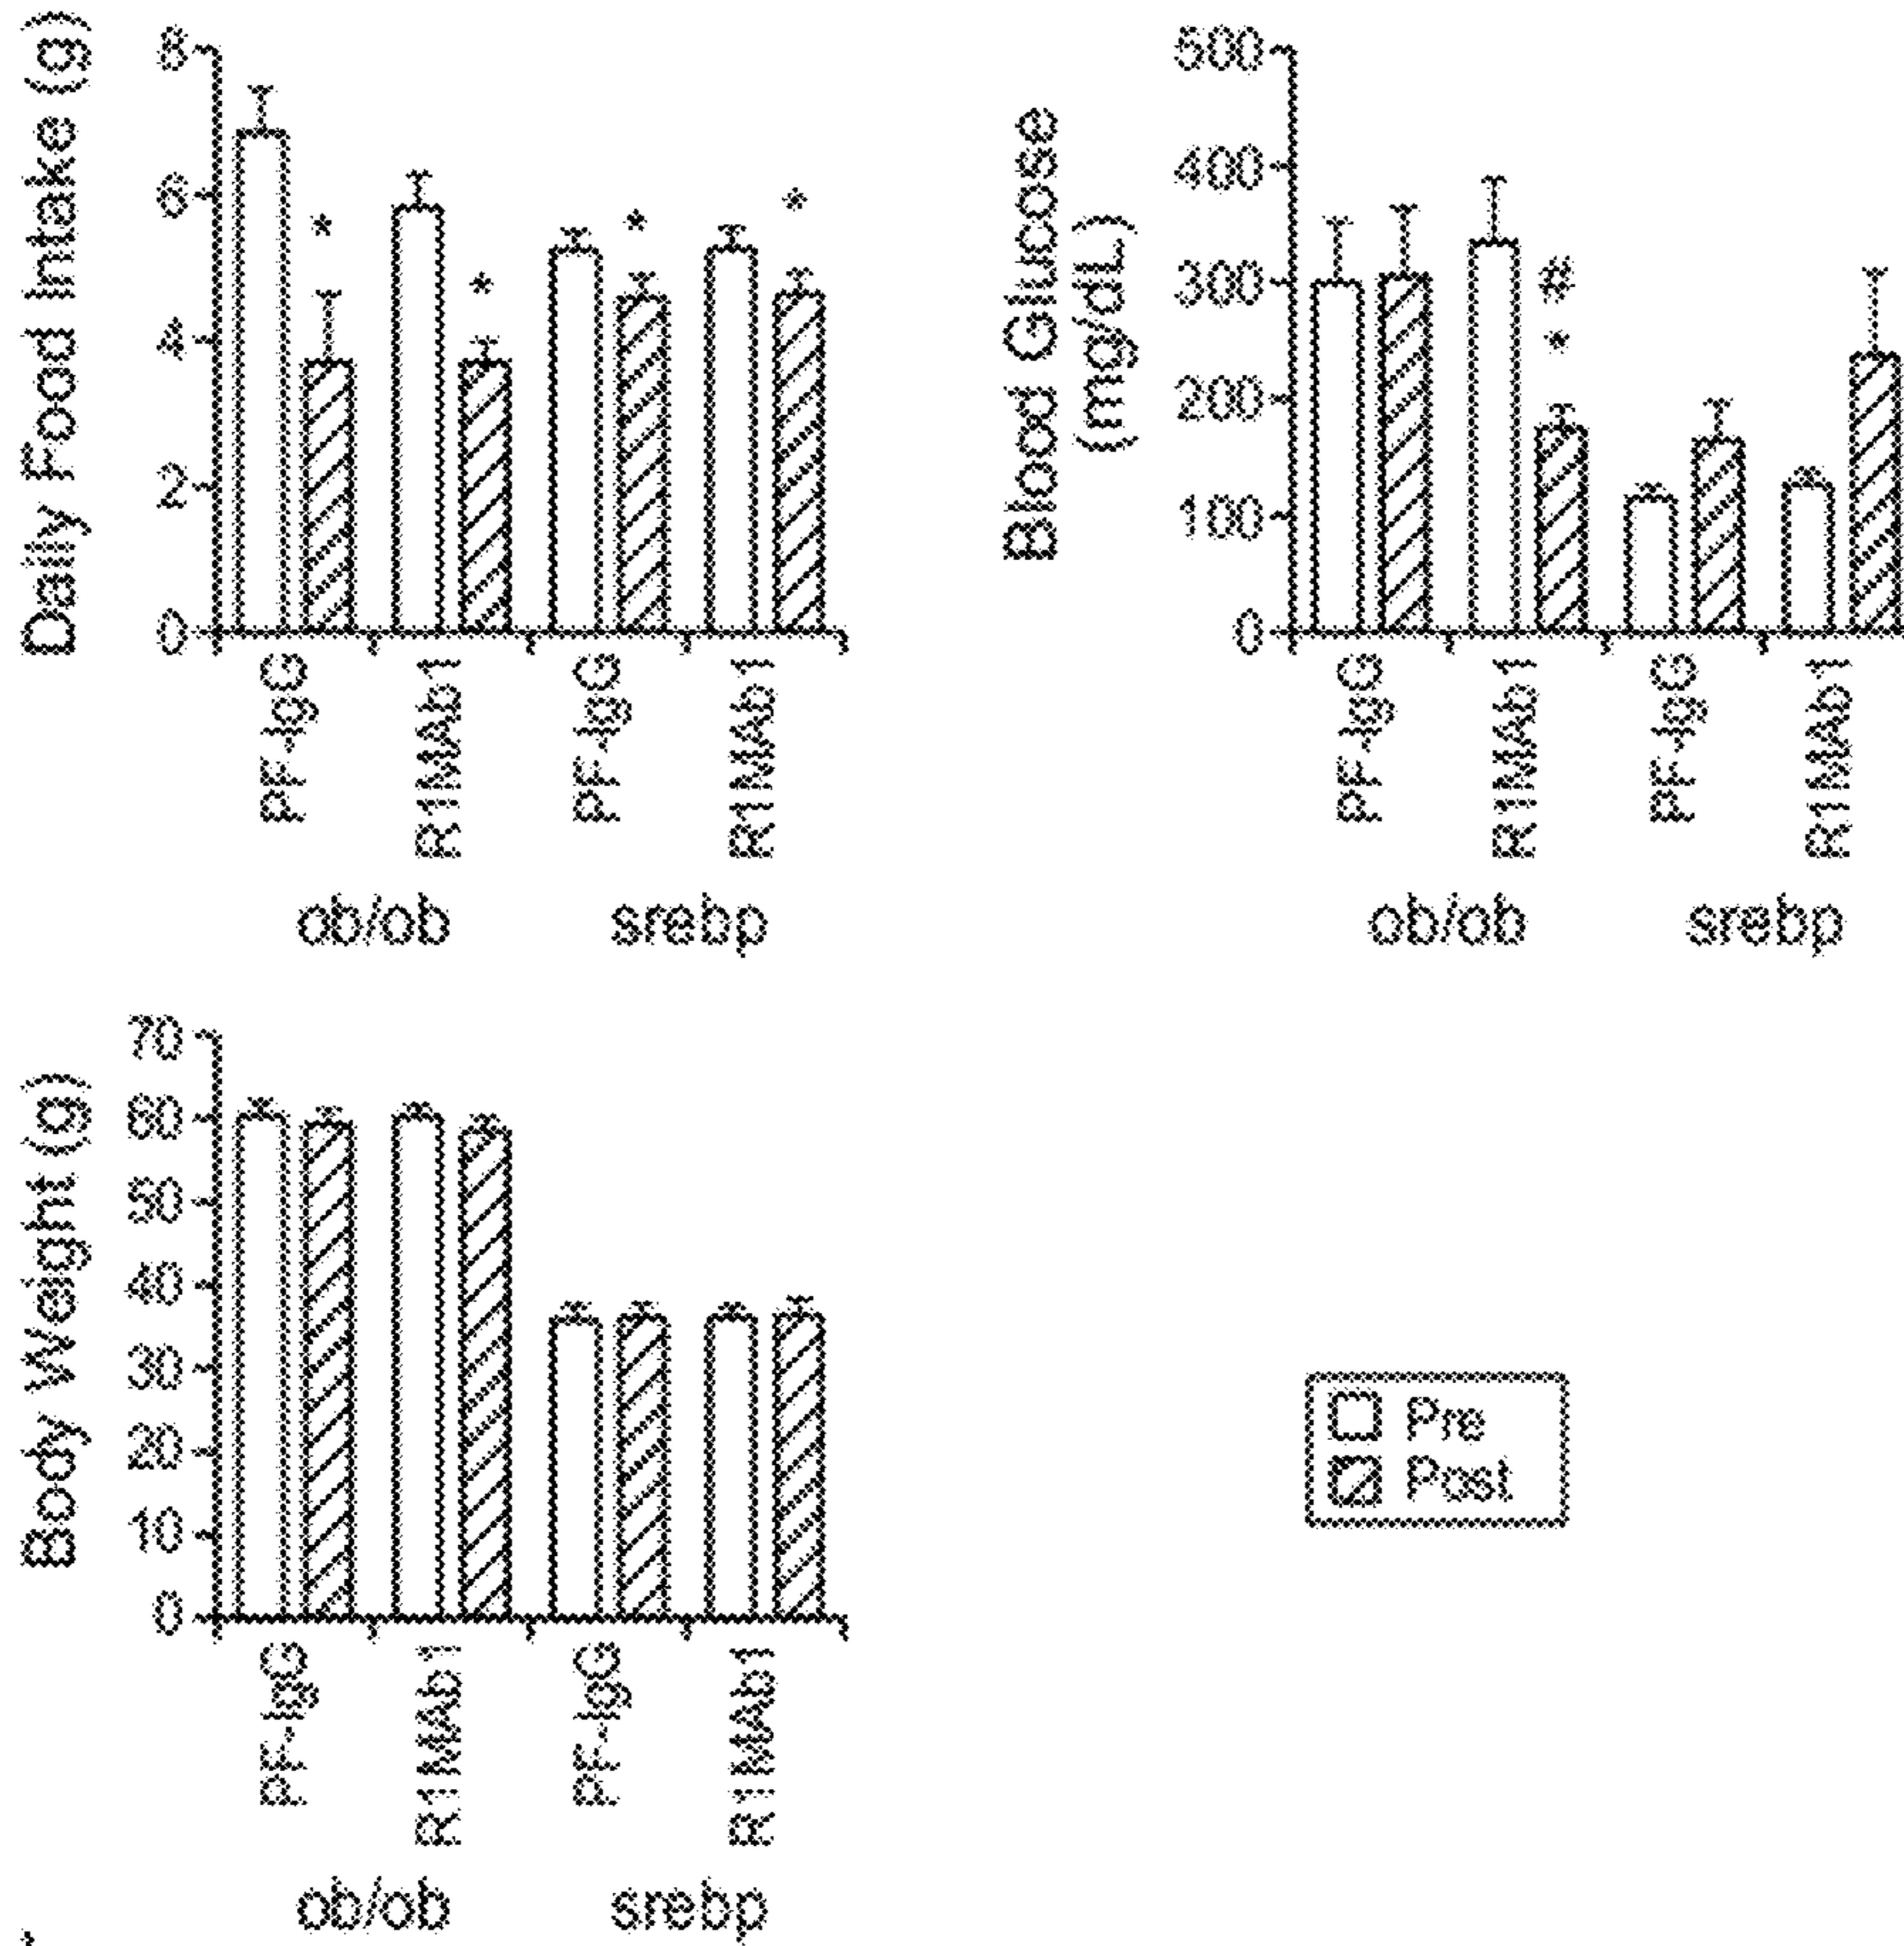 Daily Food Intake (g)
8
6
4
2
0
*
*
*
*
PF-IgG
R1MAb1
PF-IgG
R1MAb1
ob/ob
srebp
Blood Glucose
(mg/dL)
500
400
300
200
100
0
#
*
PF-IgG
R1MAb1
PF-IgG
R1MAb1
ob/ob
srebp
Body Weight (g)
70
60
50
40
30
20
10
0
PF-IgG
R1MAb1
PF-IgG
R1MAb1
ob/ob
srebp
Pre
Post